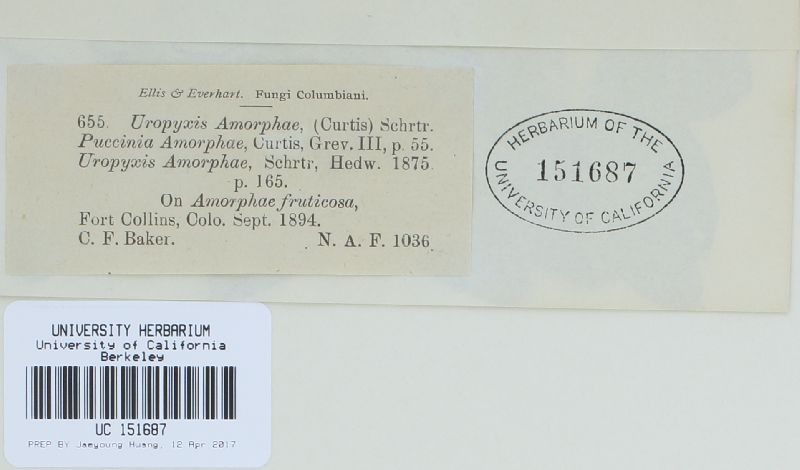 Ellis & Everhart. Fungi Columbiani.
655. Uropyxis Amorphae, (Curtis) Schrtr.
Puccinia Amorphae, Curtis, Grev. III, p. 55.
Uropyxis Amorphae, Schrtr, Hedw. 1875.
p. 165.
On Amorphae fruticosa,
Fort Collins, Colo. Sept. 1894.
C. F. Baker. N. A. F. 1036.
HERBARIUM OF THE
151687
UNIVERSITY OF CALIFORNIA
UNIVERSITY HERBARIUM
University of California
Berkeley
UC 151687
PREP BY Jaeyoung Huang, 12 Apr 2017